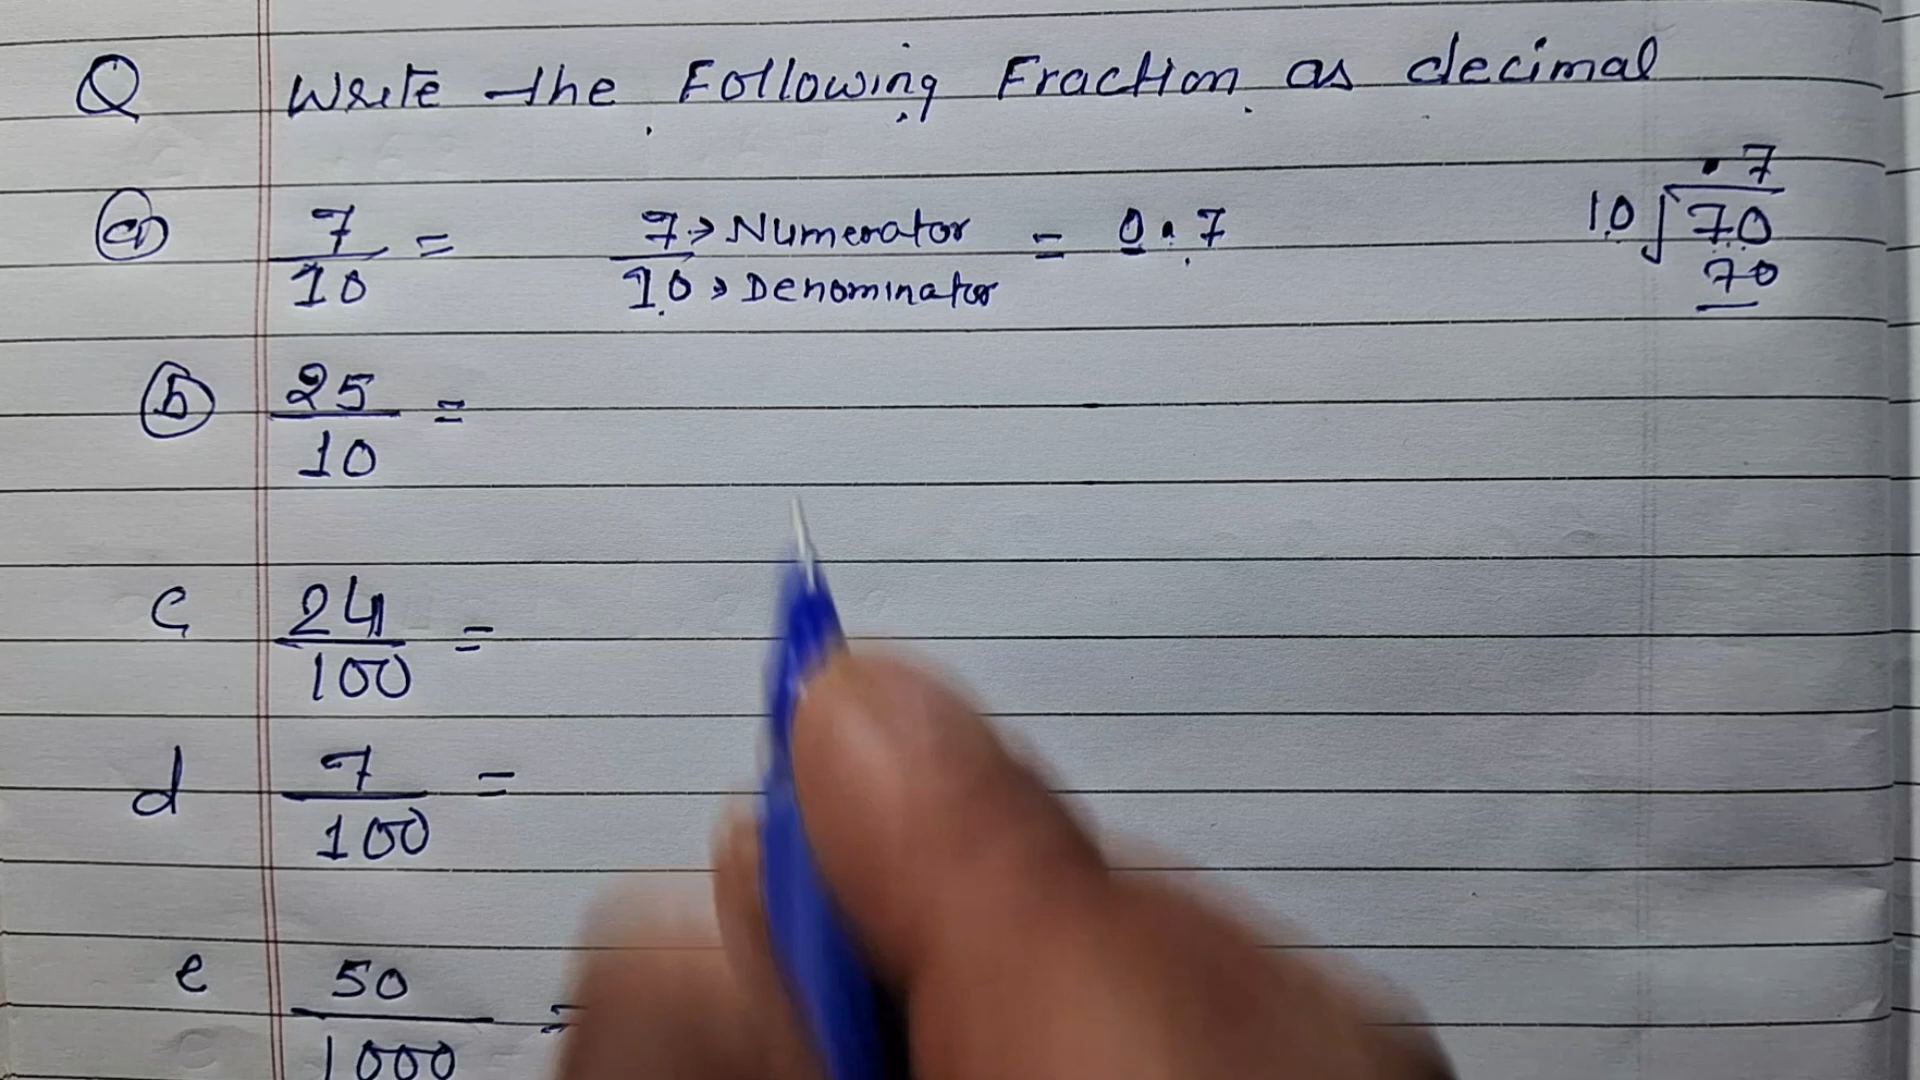 Q Write the Following Fraction as decimal
(a) 7/10 = 7 → Numerator / 10 → Denominator = 0.7
.7
10 √70
70
(b) 25/10 =
c 24/100 =
d 7/100 =
e 50/1000 =